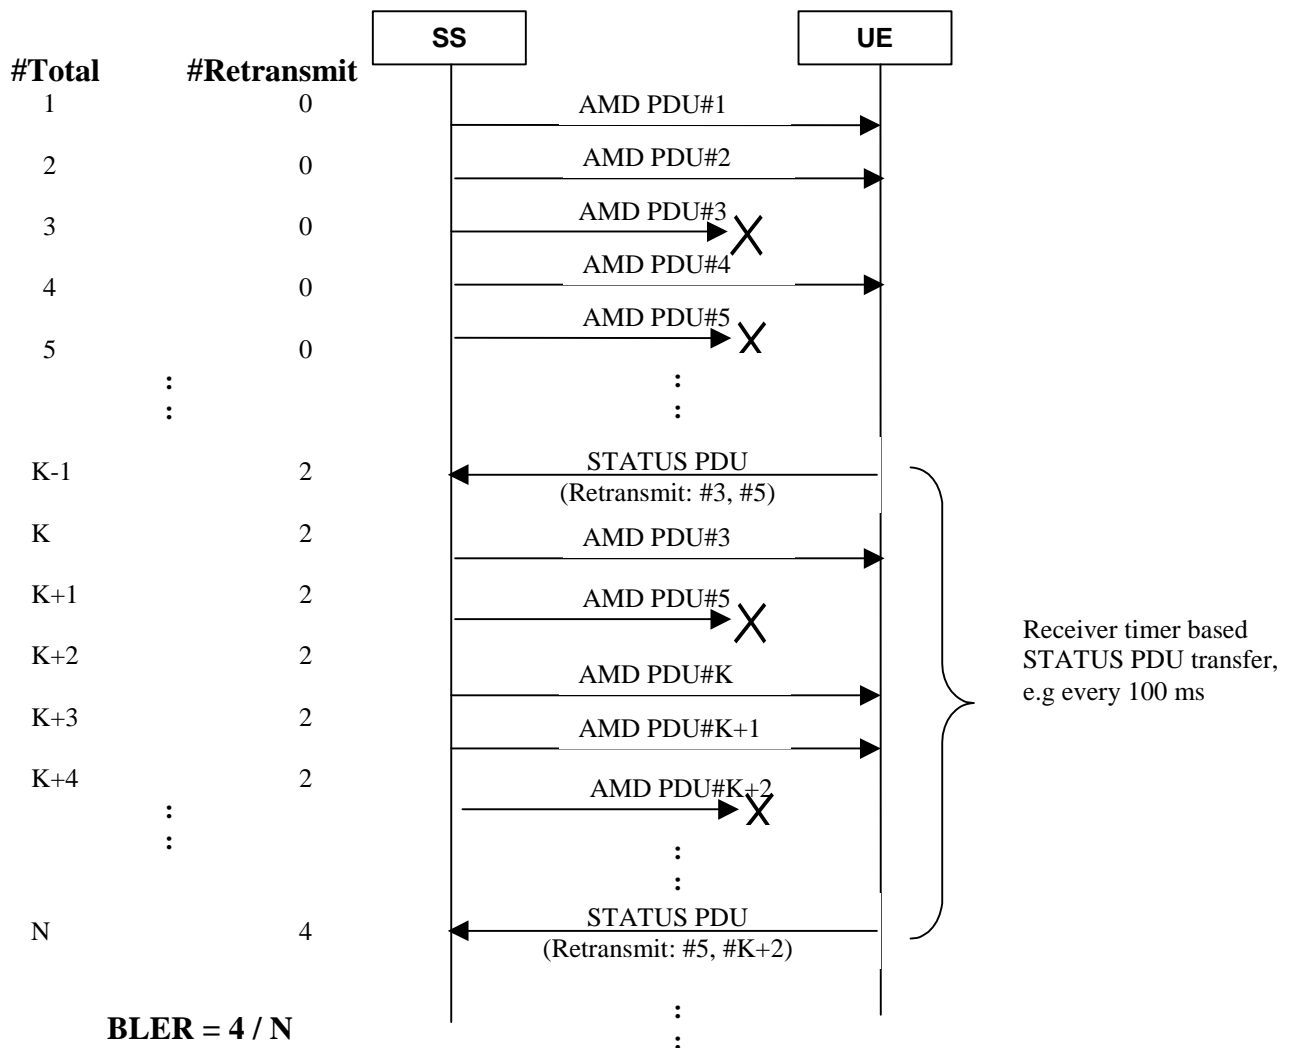 SS UE
#Total #Retransmit
1 0 AMD PDU#1
2 0 AMD PDU#2
3 0 AMD PDU#3
4 0 AMD PDU#4
5 0 AMD PDU#5
: :
: :
K-1 2 STATUS PDU
(Retransmit: #3, #5)
K 2 AMD PDU#3
K+1 2 AMD PDU#5
K+2 2 AMD PDU#K
K+3 2 AMD PDU#K+1
K+4 2 AMD PDU#K+2
: :
: :
Receiver timer based
STATUS PDU transfer,
e.g every 100 ms
N 4 STATUS PDU
(Retransmit: #5, #K+2)
BLER = 4 / N
:
: